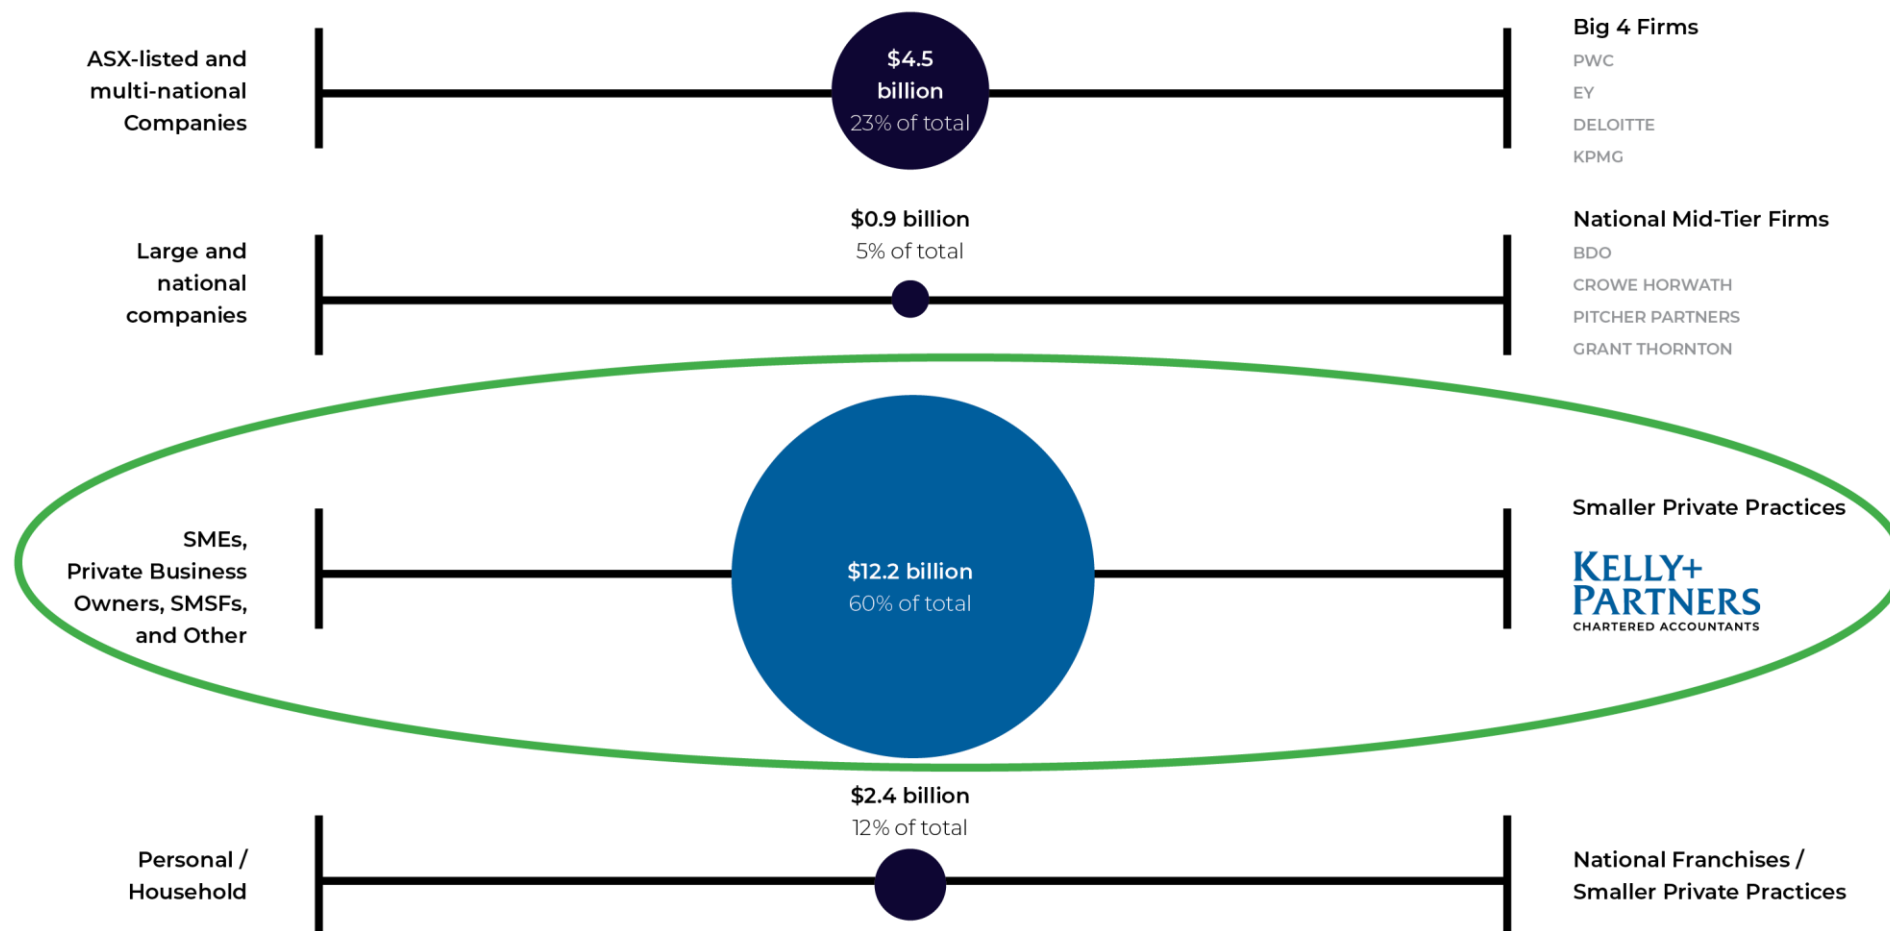 ASX-listed and
multi-national
Companies
$4.5
billion
23% of total
Big 4 Firms
PWC
EY
DELOITTE
KPMG
Large and
national
companies
$0.9 billion
5% of total
National Mid-Tier Firms
BDO
CROWE HORWATH
PITCHER PARTNERS
GRANT THORNTON
SMEs,
Private Business
Owners, SMSFs,
and Other
$12.2 billion
60% of total
Smaller Private Practices
KELLY+
PARTNERS
CHARTERED ACCOUNTANTS
Personal /
Household
$2.4 billion
12% of total
National Franchises /
Smaller Private Practices